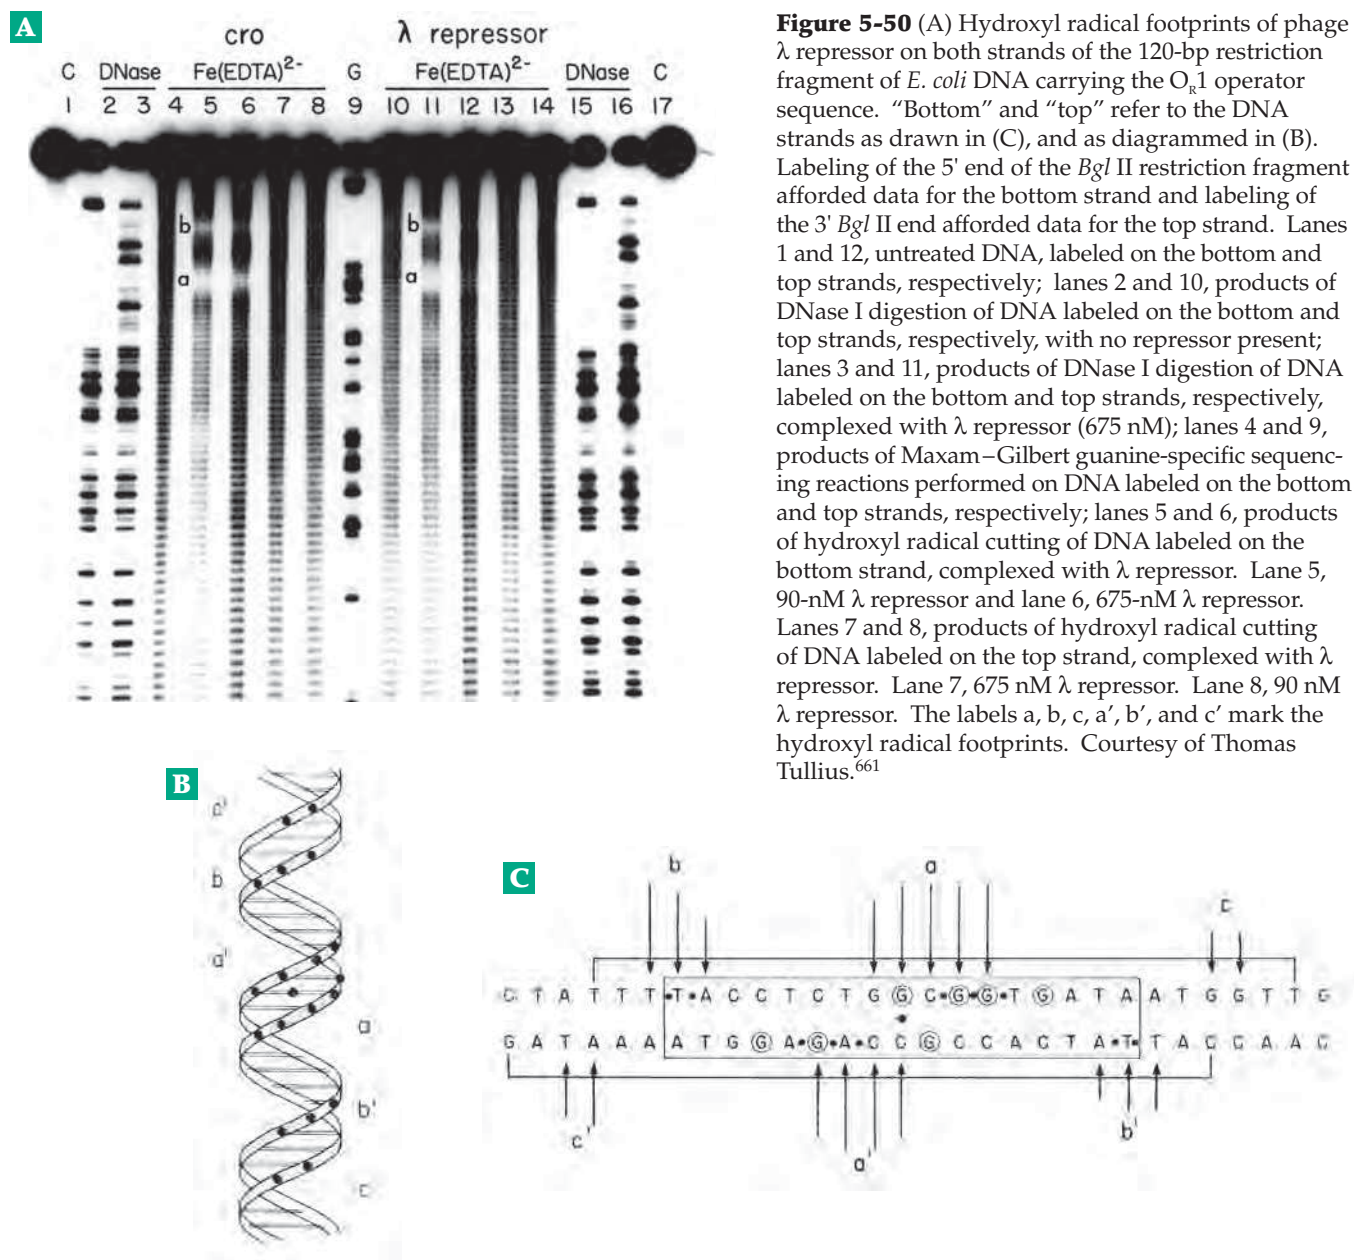 A
cro
λ repressor
C DNase Fe(EDTA)²⁻ G Fe(EDTA)²⁻ DNase C
1 2 3 4 5 6 7 8 9 10 11 12 13 14 15 16 17
b b
a a
Figure 5-50 (A) Hydroxyl radical footprints of phage
λ repressor on both strands of the 120-bp restriction
fragment of E. coli DNA carrying the O_R1 operator
sequence. “Bottom” and “top” refer to the DNA
strands as drawn in (C), and as diagrammed in (B).
Labeling of the 5' end of the Bgl II restriction fragment
afforded data for the bottom strand and labeling of
the 3' Bgl II end afforded data for the top strand. Lanes
1 and 12, untreated DNA, labeled on the bottom and
top strands, respectively; lanes 2 and 10, products of
DNase I digestion of DNA labeled on the bottom and
top strands, respectively, with no repressor present;
lanes 3 and 11, products of DNase I digestion of DNA
labeled on the bottom and top strands, respectively,
complexed with λ repressor (675 nM); lanes 4 and 9,
products of Maxam–Gilbert guanine-specific sequenc-
ing reactions performed on DNA labeled on the bottom
and top strands, respectively; lanes 5 and 6, products
of hydroxyl radical cutting of DNA labeled on the
bottom strand, complexed with λ repressor. Lane 5,
90-nM λ repressor and lane 6, 675-nM λ repressor.
Lanes 7 and 8, products of hydroxyl radical cutting
of DNA labeled on the top strand, complexed with λ
repressor. Lane 7, 675 nM λ repressor. Lane 8, 90 nM
λ repressor. The labels a, b, c, a′, b′, and c′ mark the
hydroxyl radical footprints. Courtesy of Thomas
Tullius.⁶⁶¹
B
c'
b
a'
a
b'
c
C
b a c
C T A T T T •T•A C C T C T G G C•G•G•T G A T A A T G G T T G
G A T A A A A T G G A•G•A•C C G C C A C T A•T•T A C C A A C
c' a' b'